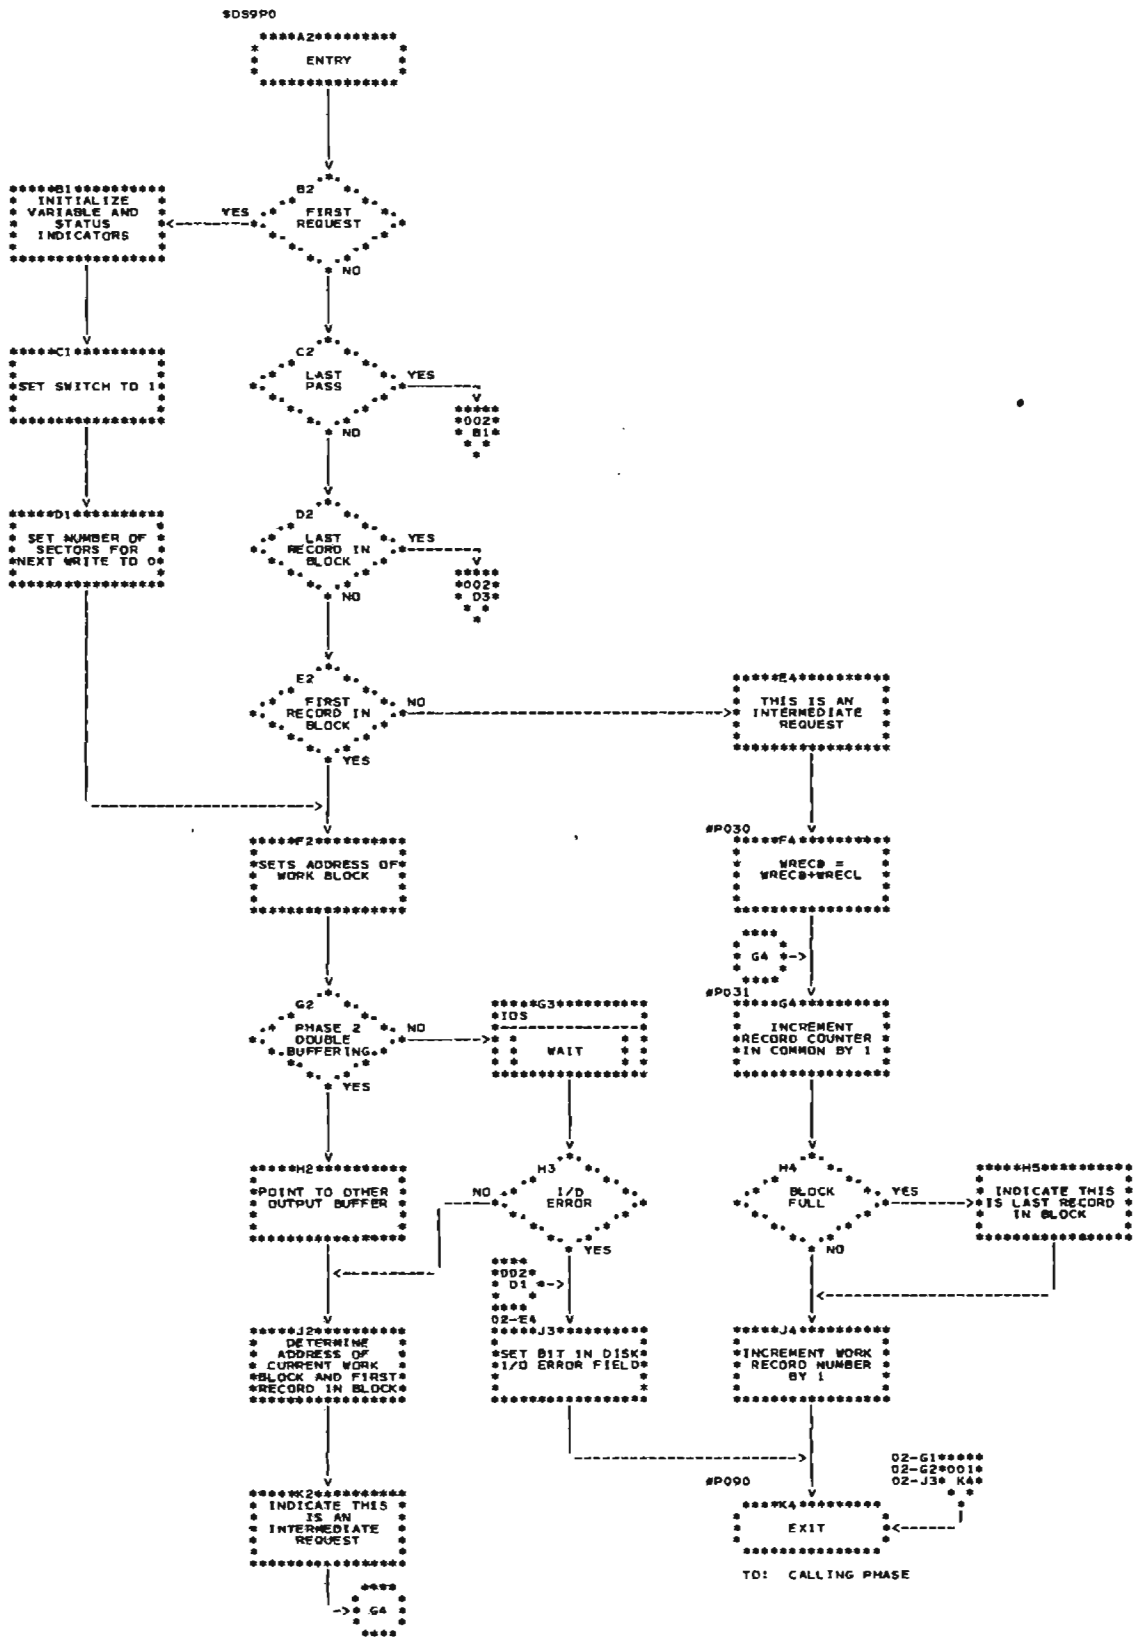 $DS9P0
A2
ENTRY
B1
INITIALIZE
VARIABLE AND
STATUS
INDICATORS
YES
B2
FIRST
REQUEST
NO
C1
SET SWITCH TO 1
C2
LAST
PASS
YES
002
B1
NO
D1
SET NUMBER OF
SECTORS FOR
NEXT WRITE TO 0
D2
LAST
RECORD IN
BLOCK
YES
002
D3
NO
E2
FIRST
RECORD IN
BLOCK
NO
YES
E4
THIS IS AN
INTERMEDIATE
REQUEST
F2
SETS ADDRESS OF
WORK BLOCK
#P030
F4
WRECB =
WRECB+WRECL
G4
#P031
G2
PHASE 2
DOUBLE
BUFFERING
NO
YES
G3
IOS
WAIT
G4
INCREMENT
RECORD COUNTER
IN COMMON BY 1
H2
POINT TO OTHER
OUTPUT BUFFER
NO
H3
I/O
ERROR
YES
H4
BLOCK
FULL
YES
NO
H5
INDICATE THIS
IS LAST RECORD
IN BLOCK
002
D1
02-E4
J2
DETERMINE
ADDRESS OF
CURRENT WORK
BLOCK AND FIRST
RECORD IN BLOCK
J3
SET BIT IN DISK
I/O ERROR FIELD
J4
INCREMENT WORK
RECORD NUMBER
BY 1
#P090
02-G1
02-G2*001
02-J3* K4
K2
INDICATE THIS
IS AN
INTERMEDIATE
REQUEST
K4
EXIT
TO: CALLING PHASE
G4